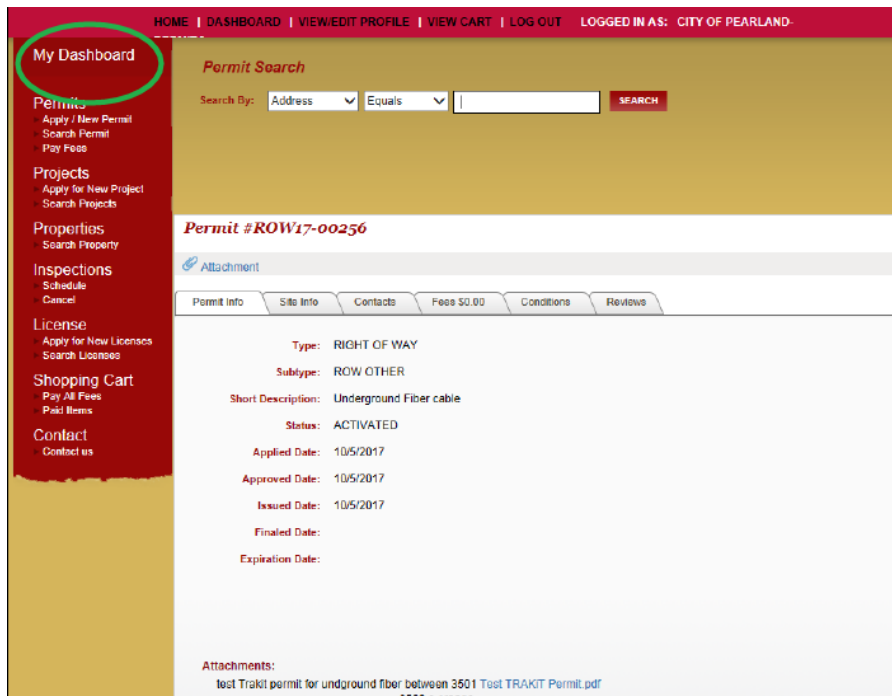 HOME | DASHBOARD | VIEW/EDIT PROFILE | VIEW CART | LOG OUT LOGGED IN AS: CITY OF PEARLAND-
My Dashboard
Permits
Apply / New Permit
Search Permit
Pay Fees
Projects
Apply for New Project
Search Projects
Properties
Search Property
Inspections
Schedule
Cancel
License
Apply for New Licenses
Search Licenses
Shopping Cart
Pay All Fees
Paid Items
Contact
Contact us
Permit Search
Search By: Address Equals SEARCH
Permit #ROW17-00256
Attachment
Permit Info Site Info Contacts Fees $0.00 Conditions Reviews
Type: RIGHT OF WAY
Subtype: ROW OTHER
Short Description: Underground Fiber cable
Status: ACTIVATED
Applied Date: 10/5/2017
Approved Date: 10/5/2017
Issued Date: 10/5/2017
Finaled Date:
Expiration Date:
Attachments:
test Trakit permit for undground fiber between 3501 Test TRAKiT Permit.pdf